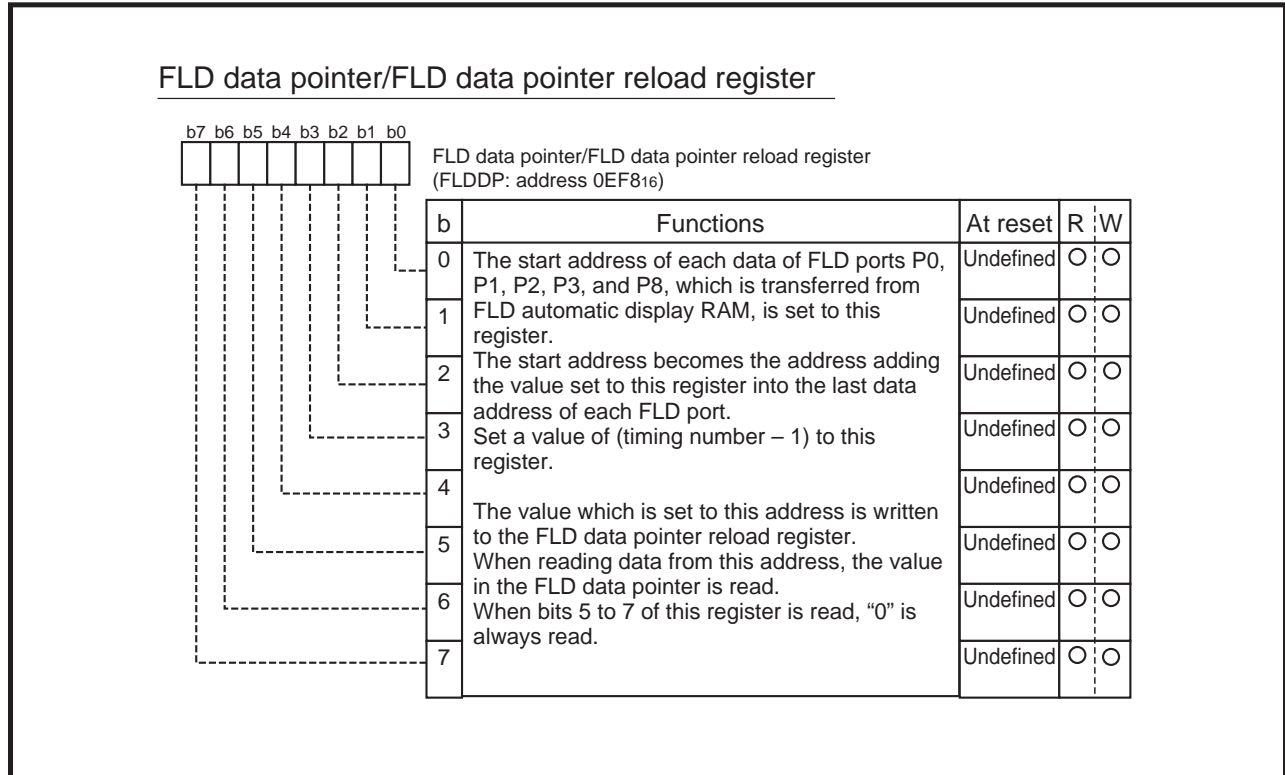 FLD data pointer/FLD data pointer reload register
b7 b6 b5 b4 b3 b2 b1 b0
FLD data pointer/FLD data pointer reload register
(FLDDP: address 0EF816)
b Functions At reset R W
0 Undefined O O
The start address of each data of FLD ports P0,
P1, P2, P3, and P8, which is transferred from
FLD automatic display RAM, is set to this
register.
1 Undefined O O
The start address becomes the address adding
the value set to this register into the last data
address of each FLD port.
2 Undefined O O
Set a value of (timing number – 1) to this
register.
3 Undefined O O
4 Undefined O O
The value which is set to this address is written
to the FLD data pointer reload register.
5 Undefined O O
When reading data from this address, the value
in the FLD data pointer is read.
6 Undefined O O
When bits 5 to 7 of this register is read, “0” is
always read.
7 Undefined O O